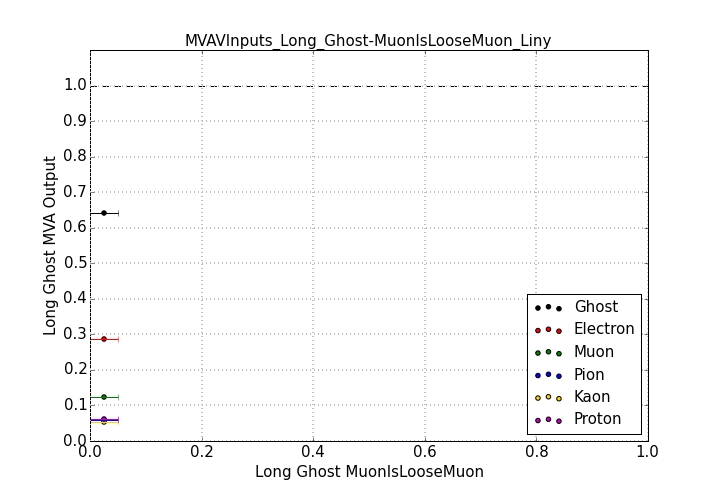 MVAVInputs_Long_Ghost-MuonIsLooseMuon_Liny
Long Ghost MVA Output
1.0
0.9
0.8
0.7
0.6
0.5
0.4
0.3
0.2
0.1
0.0
Ghost
Electron
Muon
Pion
Kaon
Proton
0.0 0.2 0.4 0.6 0.8 1.0
Long Ghost MuonIsLooseMuon